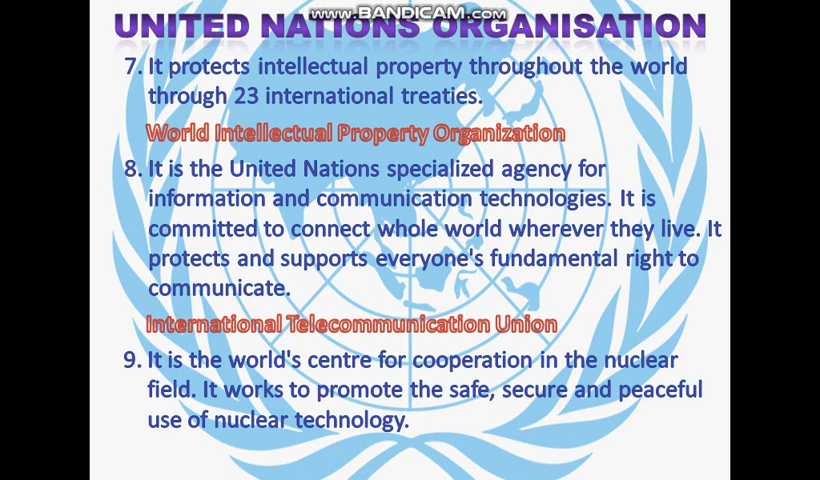 www.BANDICAM.com
UNITED NATIONS ORGANISATION
7. It protects intellectual property throughout the world
through 23 international treaties.
World Intellectual Property Organization
8. It is the United Nations specialized agency for
information and communication technologies. It is
committed to connect whole world wherever they live. It
protects and supports everyone's fundamental right to
communicate.
International Telecommunication Union
9. It is the world's centre for cooperation in the nuclear
field. It works to promote the safe, secure and peaceful
use of nuclear technology.